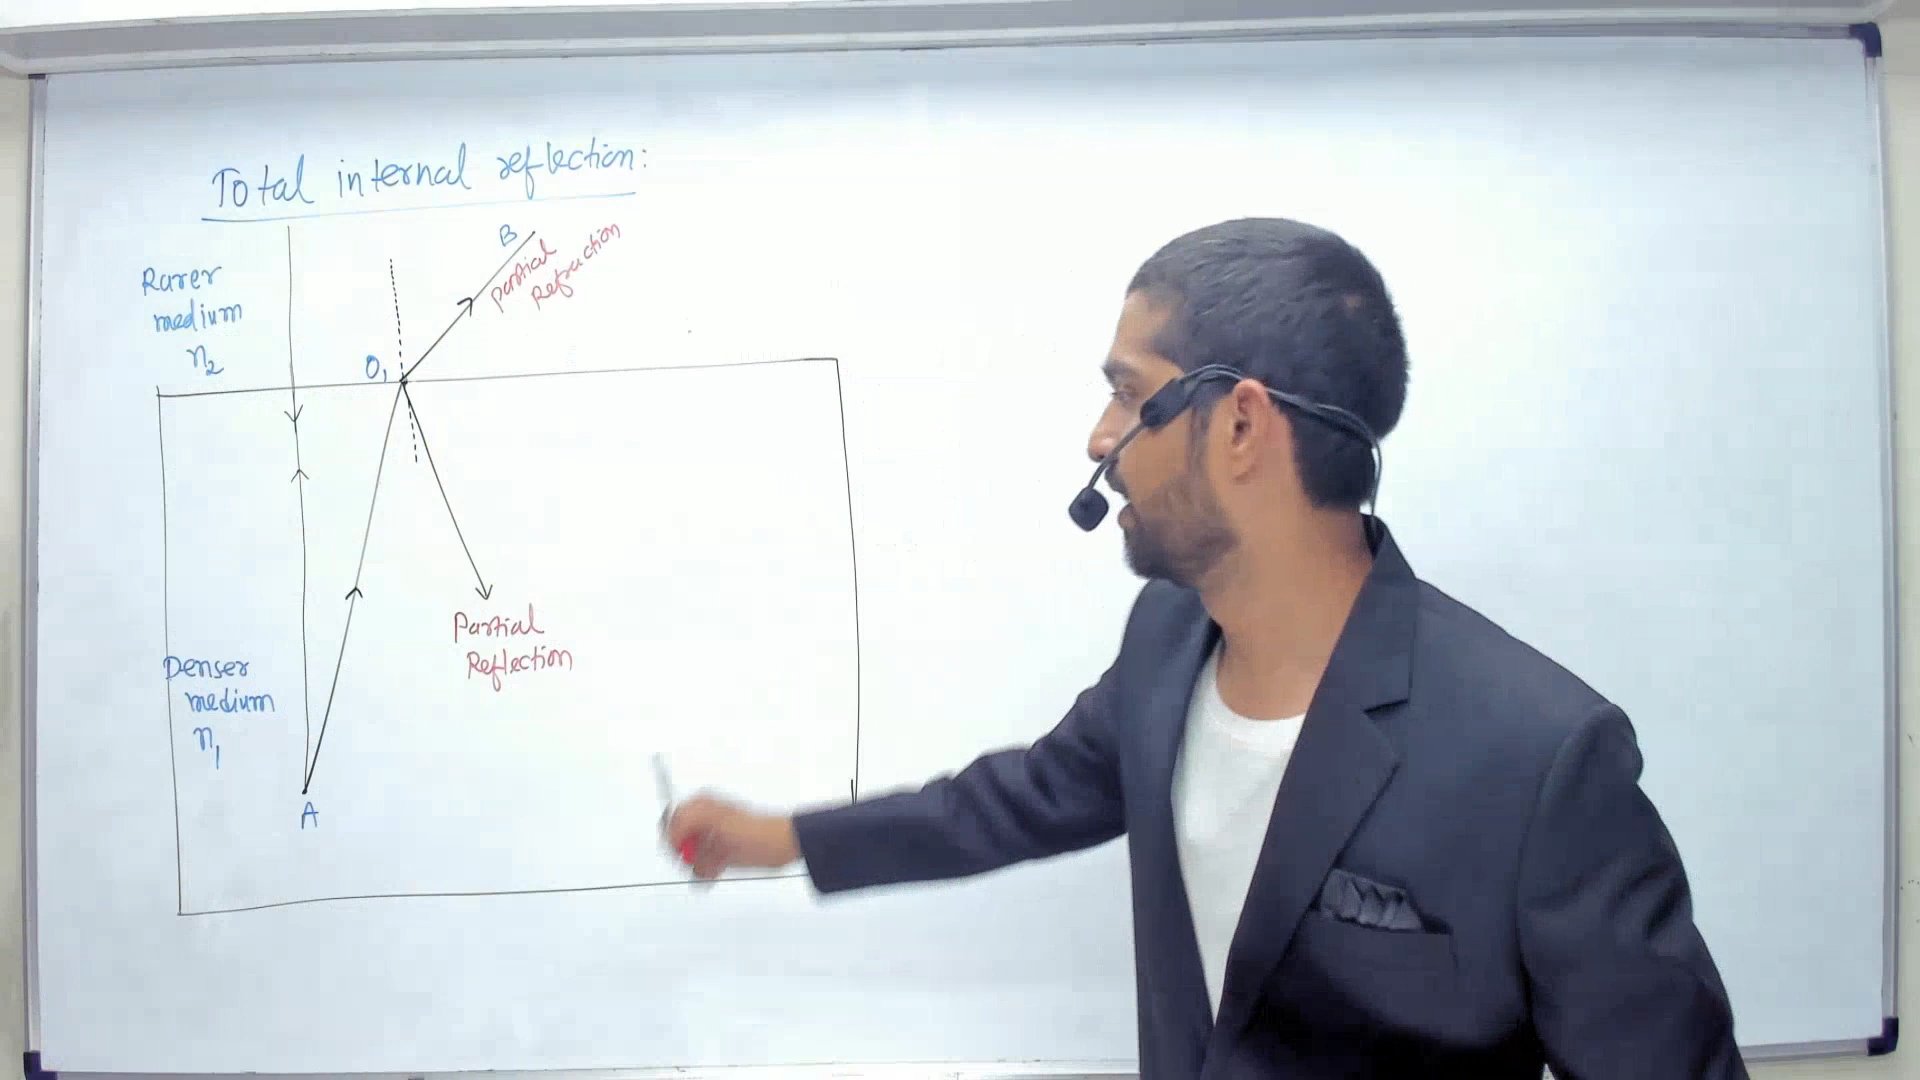 Total internal reflection:
B
Partial
Refraction
Rarer
medium
n₂
O₁
Partial
Reflection
Denser
medium
n₁
A